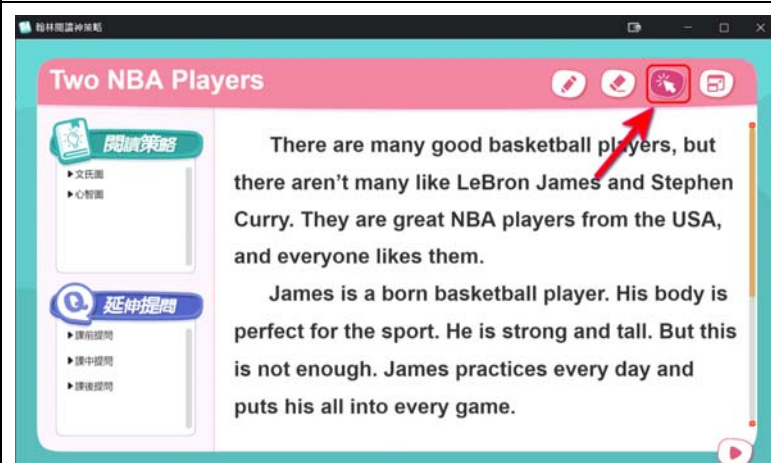 翰林閱讀神策略
Two NBA Players
閱讀策略
▶文氏圖
▶心智圖
Q 延伸提問
▶課前提問
▶課中提問
▶課後提問
There are many good basketball players, but
there aren't many like LeBron James and Stephen
Curry. They are great NBA players from the USA,
and everyone likes them.
James is a born basketball player. His body is
perfect for the sport. He is strong and tall. But this
is not enough. James practices every day and
puts his all into every game.